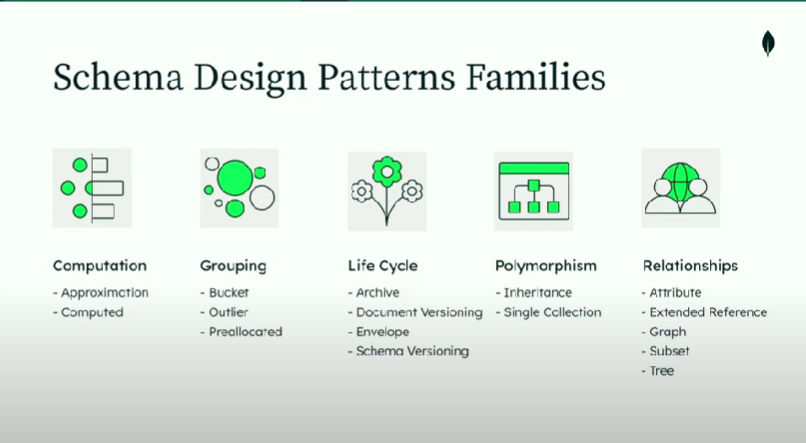 Schema Design Patterns Families
Computation
- Approximation
- Computed
Grouping
- Bucket
- Outlier
- Preallocated
Life Cycle
- Archive
- Document Versioning
- Envelope
- Schema Versioning
Polymorphism
- Inheritance
- Single Collection
Relationships
- Attribute
- Extended Reference
- Graph
- Subset
- Tree